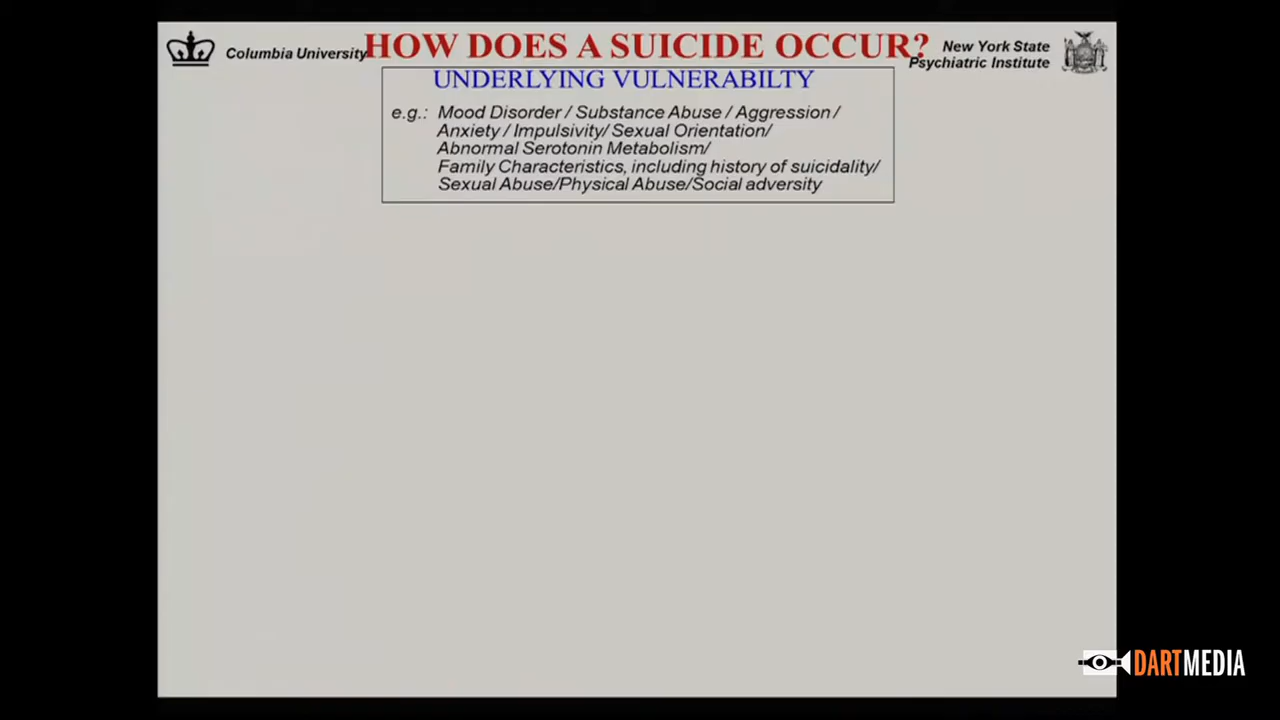 Columbia University
HOW DOES A SUICIDE OCCUR?
New York State
Psychiatric Institute
UNDERLYING VULNERABILTY
e.g.: Mood Disorder / Substance Abuse / Aggression /
Anxiety / Impulsivity/ Sexual Orientation/
Abnormal Serotonin Metabolism/
Family Characteristics, including history of suicidality/
Sexual Abuse/Physical Abuse/Social adversity
DARTMEDIA